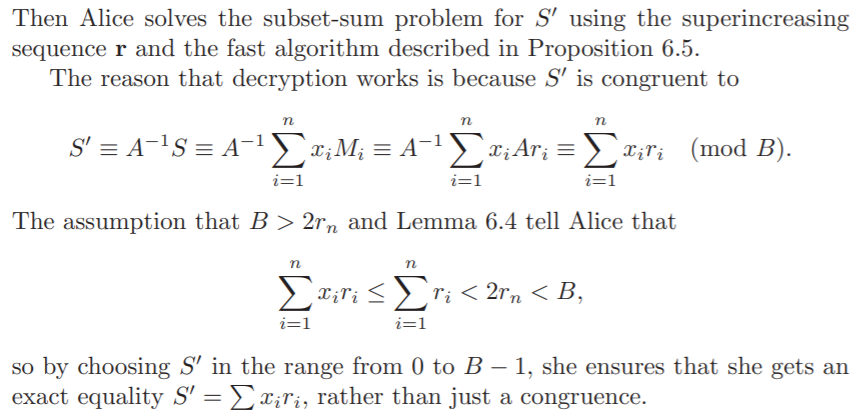 Then Alice solves the subset-sum problem for S′ using the superincreasing
sequence r and the fast algorithm described in Proposition 6.5.
The reason that decryption works is because S′ is congruent to
S′ ≡ A⁻¹S ≡ A⁻¹ ∑_{i=1}^{n} x_i M_i ≡ A⁻¹ ∑_{i=1}^{n} x_i A r_i ≡ ∑_{i=1}^{n} x_i r_i (mod B).
The assumption that B > 2r_n and Lemma 6.4 tell Alice that
∑_{i=1}^{n} x_i r_i ≤ ∑_{i=1}^{n} r_i < 2r_n < B,
so by choosing S′ in the range from 0 to B − 1, she ensures that she gets an
exact equality S′ = ∑ x_i r_i, rather than just a congruence.